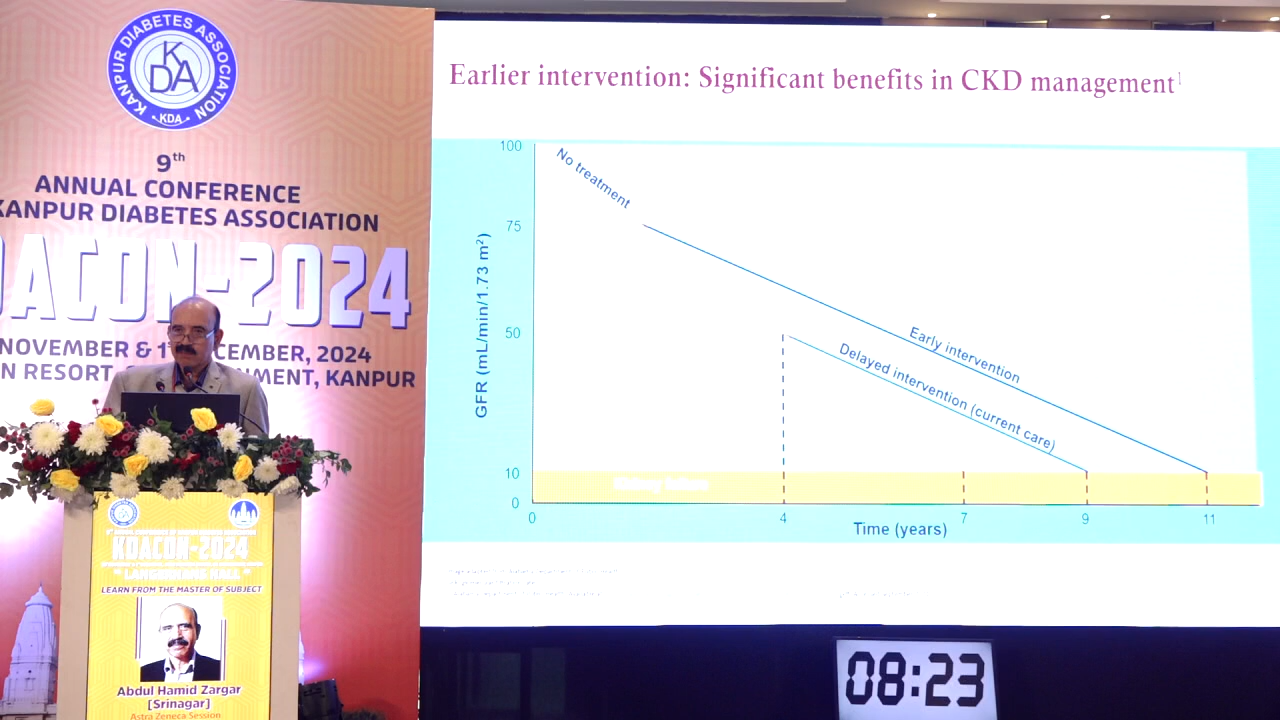 KANPUR DIABETES ASSOCIATION
KDA
KDA
9th
ANNUAL CONFERENCE
KANPUR DIABETES ASSOCIATION
DACON-2024
NOVEMBER & 1
CEMBER, 2024
N RESORT,
NMENT, KANPUR
KDACON-2024
LEARN FROM THE MASTER OF SUBJECT
Abdul Hamid Zargar
[Srinagar]
Astra Zeneca Session
Earlier intervention: Significant benefits in CKD management1
GFR (mL/min/1.73 m²)
100
75
50
10
0
No treatment
Early intervention
Delayed intervention (current care)
0 4 7 9 11
Time (years)
08:23